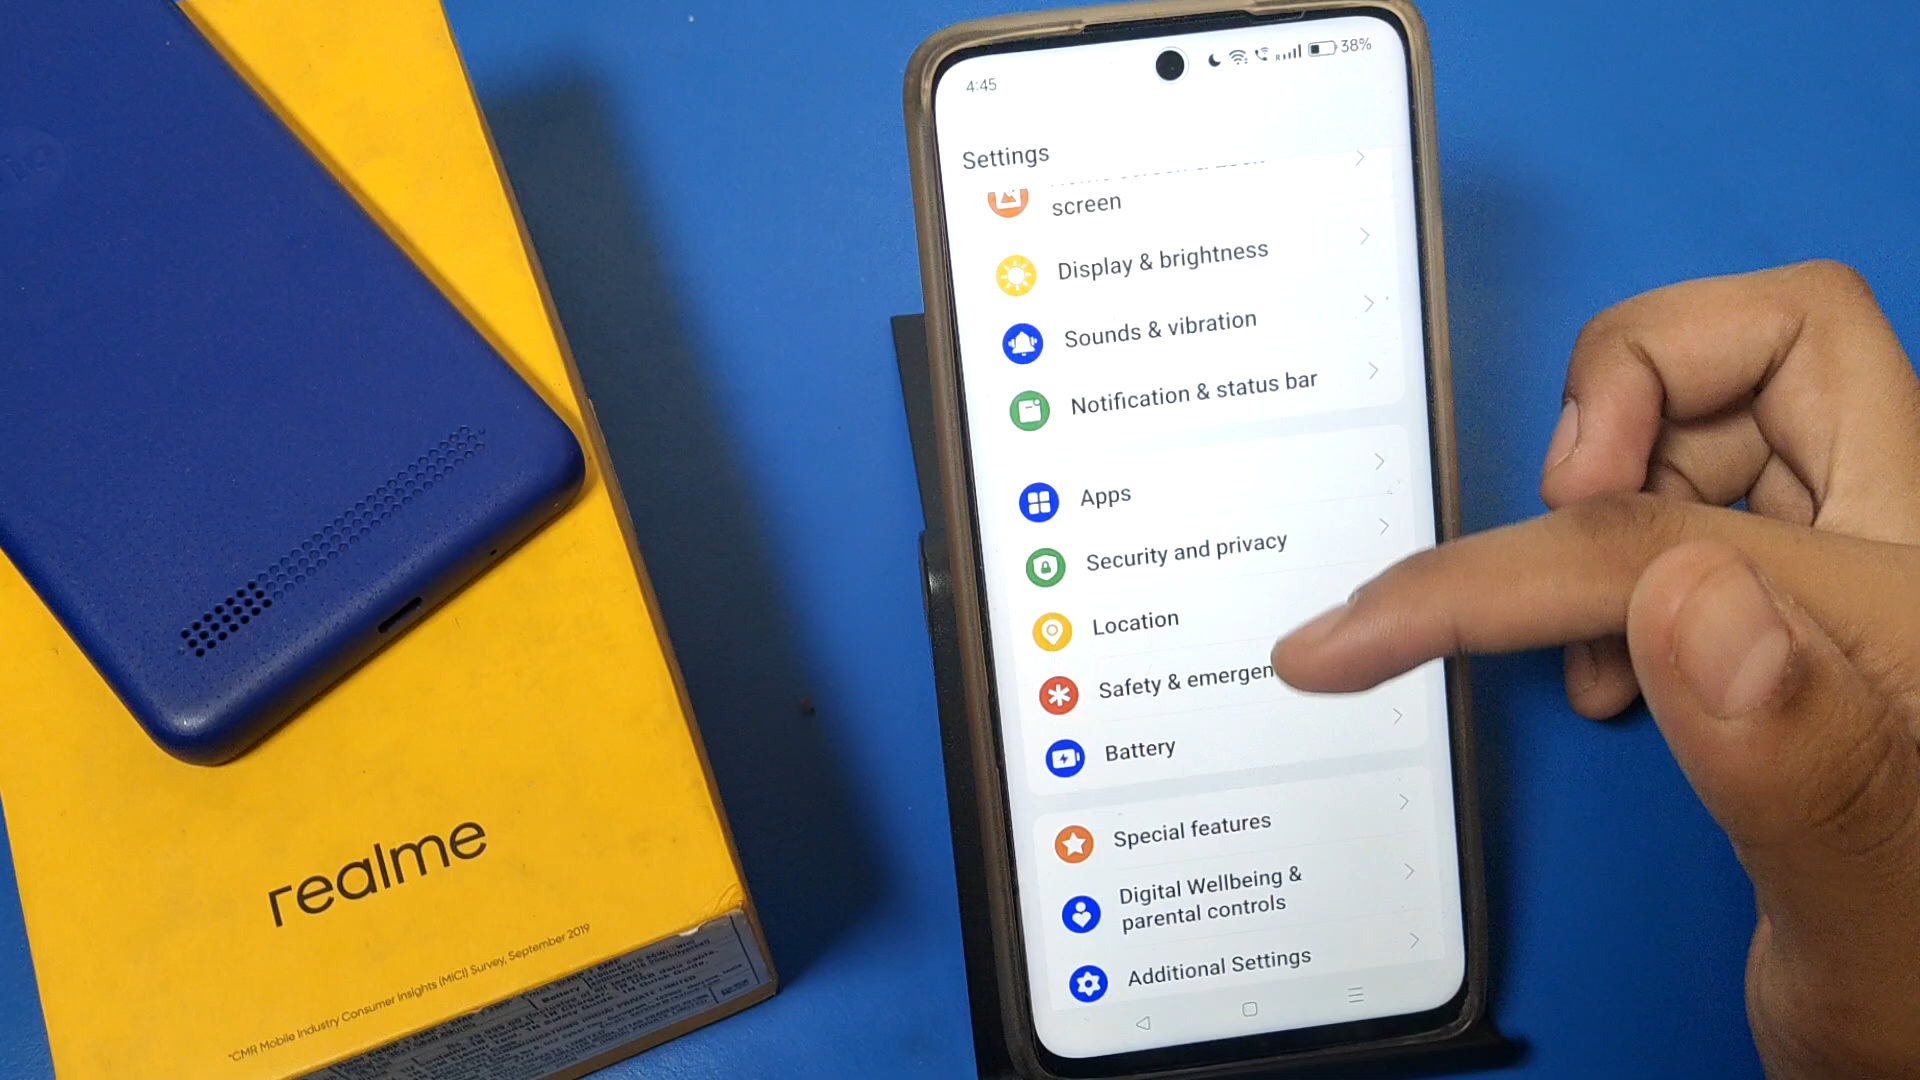 4:45
38%
Settings
screen
Display & brightness
Sounds & vibration
Notification & status bar
Apps
Security and privacy
Location
Safety & emergen
Battery
Special features
Digital Wellbeing &
parental controls
Additional Settings
realme
*CMR Mobile Industry Consumer Insights (MICI) Survey, September 2019